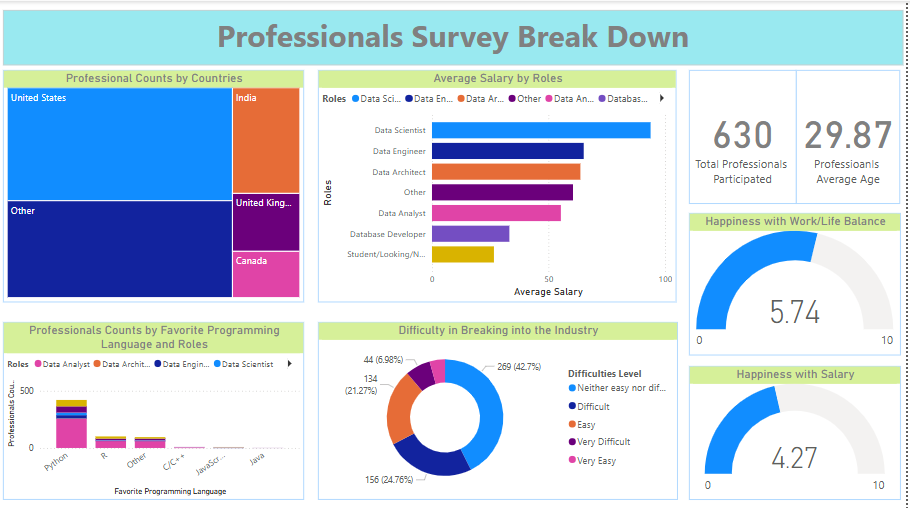 Professionals Survey Break Down
Professional Counts by Countries
United States
India
Other
United King...
Canada
Average Salary by Roles
Roles
Data Sci...
Data En...
Data Ar...
Other
Data An...
Databas...
Roles
Data Scientist
Data Engineer
Data Architect
Other
Data Analyst
Database Developer
Student/Looking/N...
0
50
100
Average Salary
630
Total Professionals
Participated
29.87
Professioanls
Average Age
Happiness with Work/Life Balance
5.74
0
10
Professionals Counts by Favorite Programming
Language and Roles
Roles
Data Analyst
Data Archit...
Data Engin...
Data Scientist
Professionals Cou...
500
0
Python
R
Other
C/C++
JavaScr...
Java
Favorite Programming Language
Difficulty in Breaking into the Industry
44 (6.98%)
134
(21.27%)
269 (42.7%)
156 (24.76%)
Difficulties Level
Neither easy nor dif...
Difficult
Easy
Very Difficult
Very Easy
Happiness with Salary
4.27
0
10